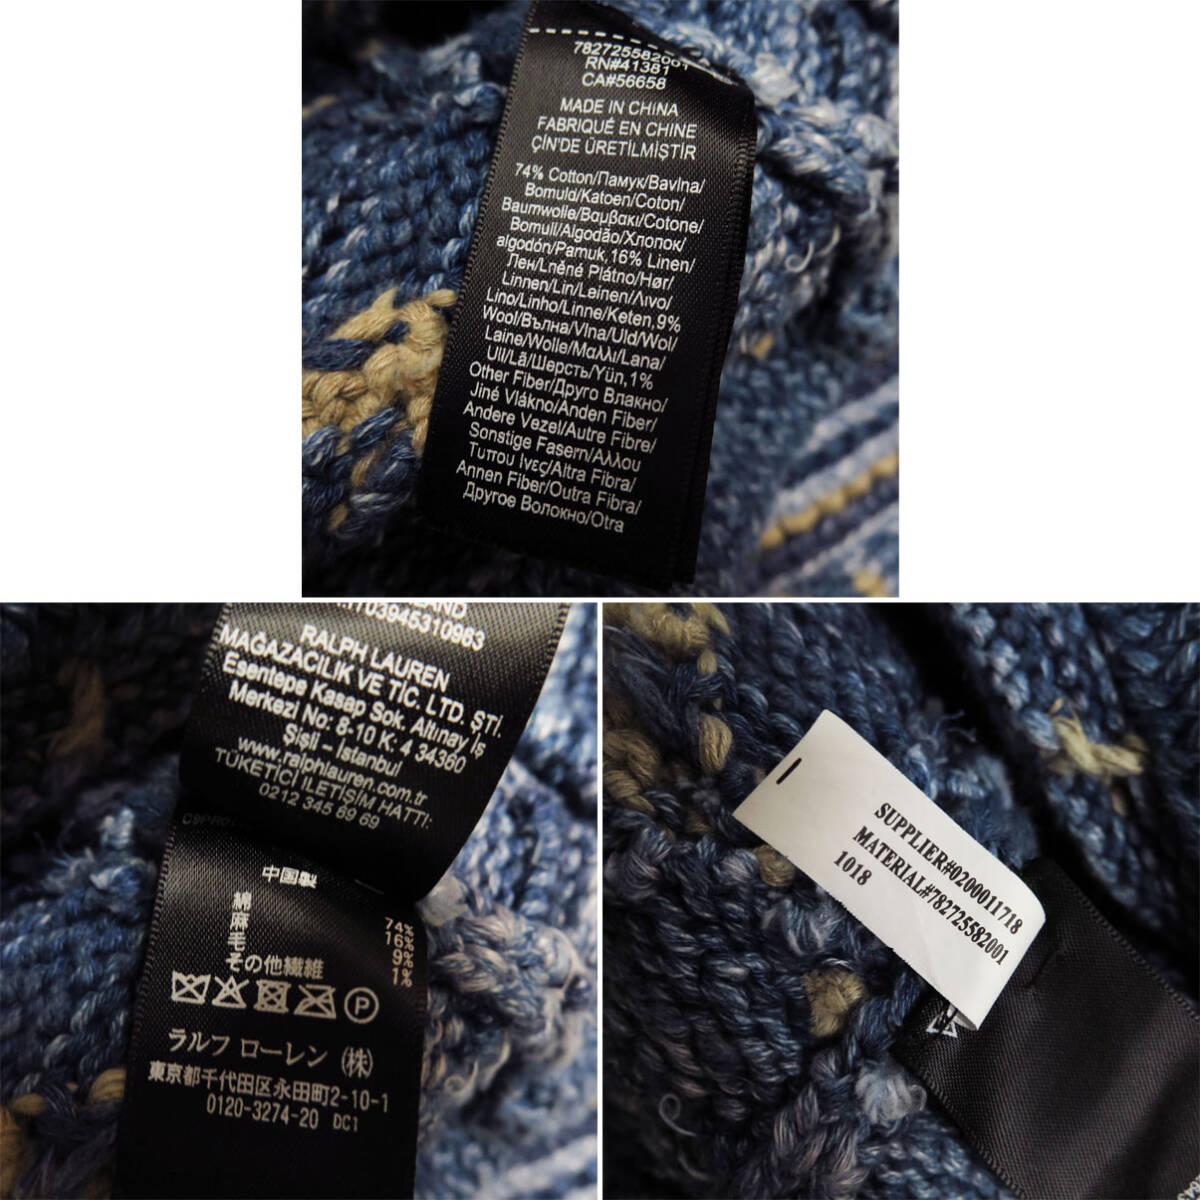 782725582001
RN#41381
CA#56658
MADE IN CHINA
FABRIQUÉ EN CHINE
ÇİN'DE ÜRETİLMİŞTİR
74% Cotton/Памук/Bavlna/
Bomuld/Katoen/Coton/
Baumwolle/Βαμβακι/Cotone/
Bomull/Algodão/Хлопок/
algodón/Pamuk,16% Linen/
Лен/Lněné Plátno/Hør/
Linnen/Lin/Leinen/Λινο/
Lino/Linho/Linne/Keten,9%
Wool/Вълна/Vlna/Uld/Wol/
Laine/Wolle/Μαλλι/Lana/
Ull/Lã/Шерсть/Yün,1%
Other Fiber/Друго Влакно/
Jiné Vlákno/Anden Fiber/
Andere Vezel/Autre Fibre/
Sonstige Fasern/Αλλου
Τυπου Ινες/Altra Fibra/
Annen Fiber/Outra Fibra/
Другое Волокно/Otra
RALPH LAUREN
MAĞAZACILIK VE TİC. LTD. ŞTİ.
Esentepe Kasap Sok. Altınay İş
Merkezi No: 8-10 K: 4 34360
Şişli - İstanbul
www.ralphlauren.com.tr
TÜKETİCİ İLETİŞİM HATTI:
0212 345 69 69
中国製
綿 74%
麻 16%
毛 9%
その他繊維 1%
P
ラルフ ローレン (株)
東京都千代田区永田町2-10-1
0120-3274-20 DC1
SUPPLIER#0200011718
MATERIAL#782725582001
1018